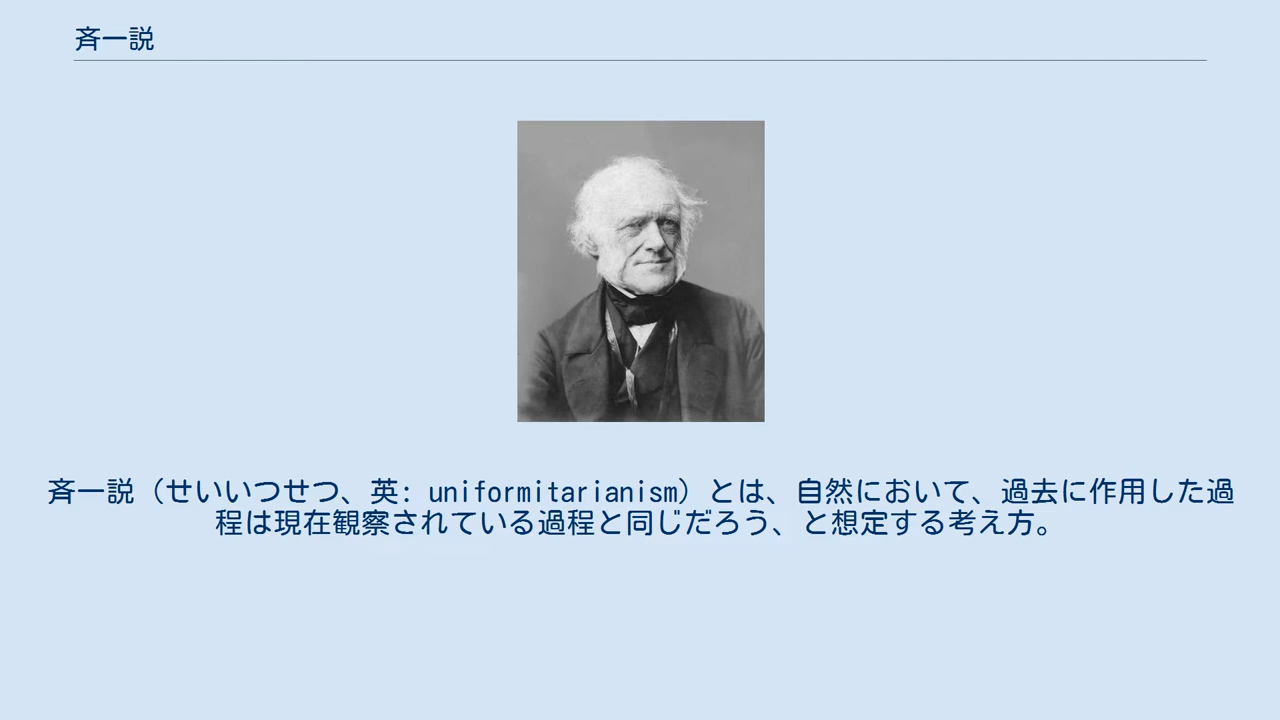 斉一説
斉一説（せいいつせつ、英: uniformitarianism）とは、自然において、過去に作用した過
程は現在観察されている過程と同じだろう、と想定する考え方。